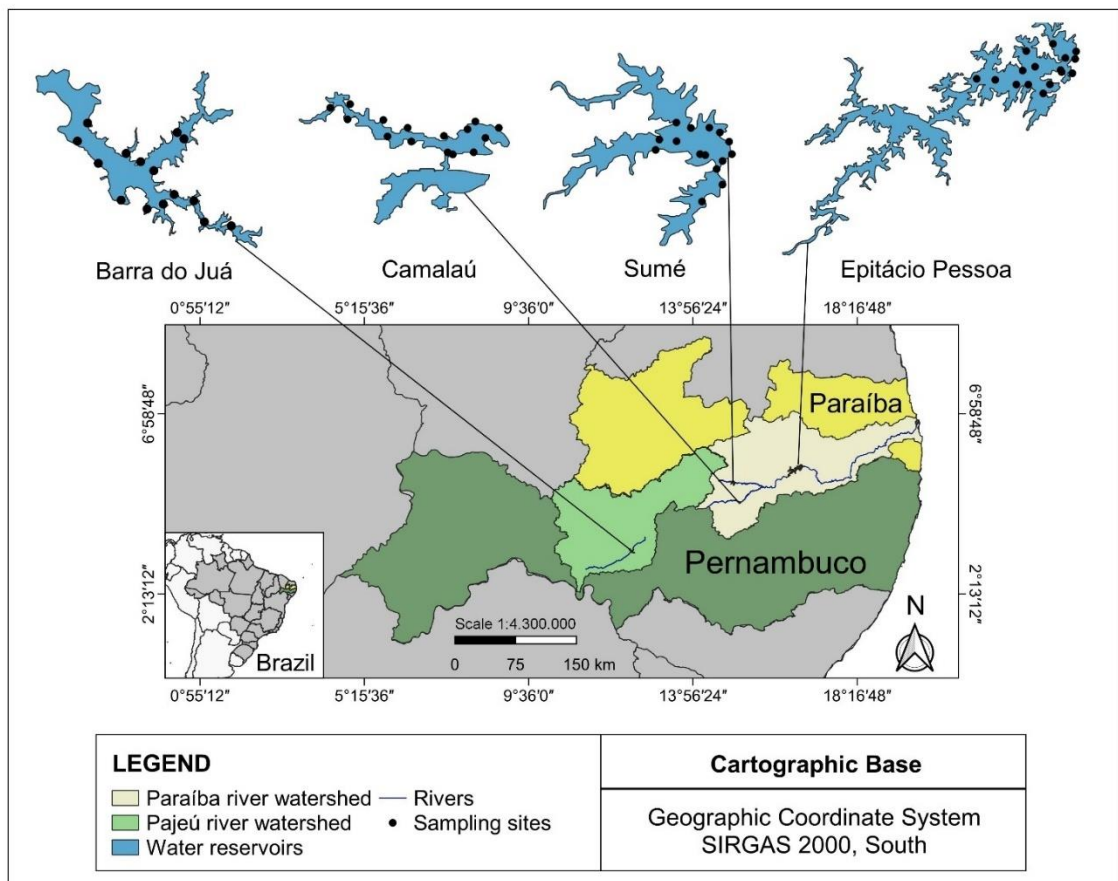 Barra do Juá
Camalaú
Sumé
Epitácio Pessoa
0°55'12" 5°15'36" 9°36'0" 13°56'24" 18°16'48"
6°58'48"
2°13'12"
Paraíba
Pernambuco
6°58'48"
2°13'12"
N
Scale 1:4.300.000
0 75 150 km
Brazil
0°55'12" 5°15'36" 9°36'0" 13°56'24" 18°16'48"
LEGEND
Paraíba river watershed
Rivers
Pajeú river watershed
Sampling sites
Water reservoirs
Cartographic Base
Geographic Coordinate System
SIRGAS 2000, South